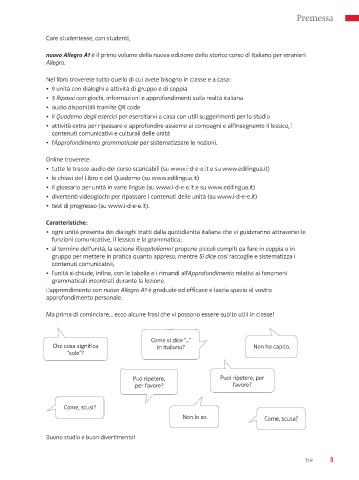 Premessa
Care studentesse, cari studenti,
nuovo Allegro A1 è il primo volume della nuova edizione dello storico corso di italiano per stranieri
Allegro.
Nel libro troverete tutto quello di cui avete bisogno in classe e a casa:
• 9 unità con dialoghi e attività di gruppo e di coppia
• 3 Ripassi con giochi, informazioni e approfondimenti sulla realtà italiana
• audio disponibili tramite QR code
• il Quaderno degli esercizi per esercitarvi a casa con utili suggerimenti per lo studio
• attività extra per ripassare e approfondire assieme ai compagni e all'insegnante il lessico, i
contenuti comunicativi e culturali delle unità
• l'Approfondimento grammaticale per sistematizzare le nozioni.
Online troverete:
• tutte le tracce audio del corso scaricabili (su www.i-d-e-e.it e su www.edilingua.it)
• le chiavi del Libro e del Quaderno (su www.edilingua.it)
• il glossario per unità in varie lingue (su www.i-d-e-e.it e su www.edilingua.it)
• divertenti videogiochi per ripassare i contenuti delle unità (su www.i-d-e-e.it)
• test di progresso (su www.i-d-e-e.it).
Caratteristiche:
• ogni unità presenta dei dialoghi tratti dalla quotidianità italiana che vi guideranno attraverso le
funzioni comunicative, il lessico e la grammatica;
• al termine dell'unità, la sezione Ricapitoliamo! propone piccoli compiti da fare in coppia o in
gruppo per mettere in pratica quanto appreso, mentre Si dice così raccoglie e sistematizza i
contenuti comunicativi,
• l'unità si chiude, infine, con le tabelle e i rimandi all'Approfondimento relativi ai fenomeni
grammaticali incontrati durante la lezione.
L'apprendimento con nuovo Allegro A1 è graduale ed efficace e lascia spazio al vostro
approfondimento personale.
Ma prima di cominciare... ecco alcune frasi che vi possono essere subito utili in classe!
Che cosa significa
"sole"?
Come si dice "..."
in italiano?
Non ho capito.
Può ripetere,
per favore?
Puoi ripetere, per
favore?
Come, scusi?
Non lo so.
Come, scusa?
Buono studio e buon divertimento!
tre 3